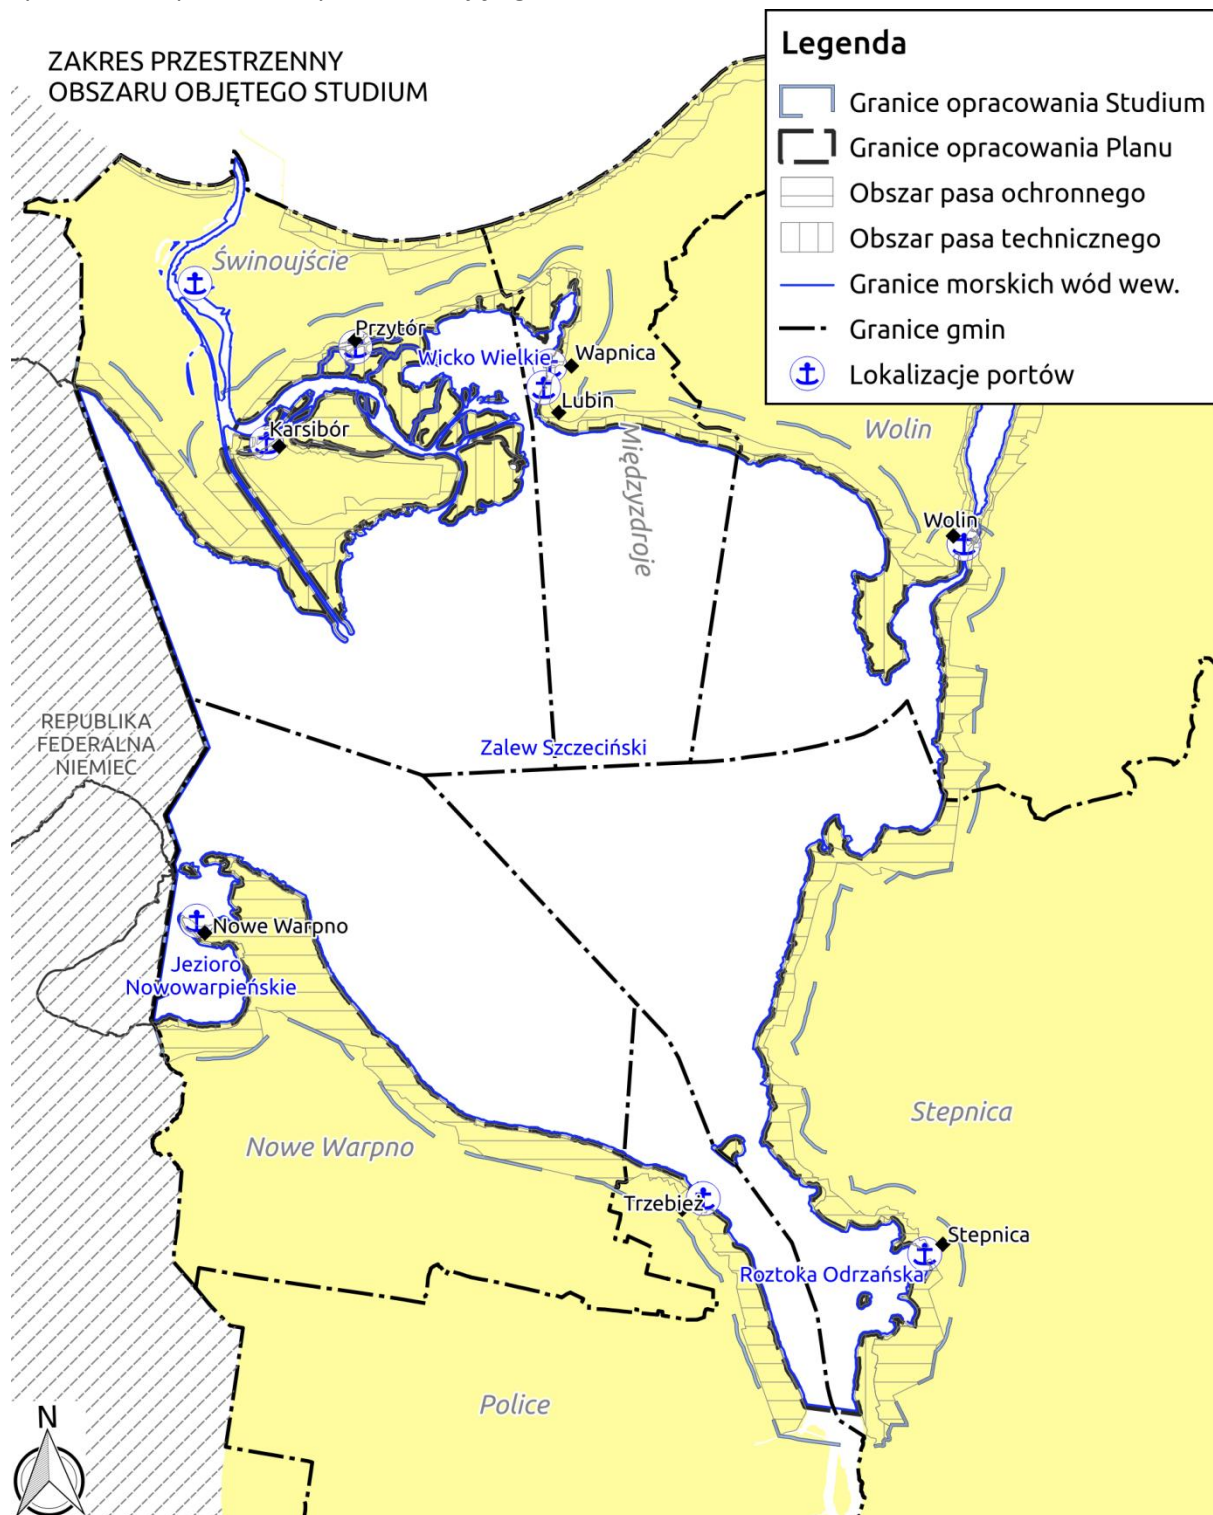 ZAKRES PRZESTRZENNY
OBSZARU OBJĘTEGO STUDIUM
Legenda
Granice opracowania Studium
Granice opracowania Planu
Obszar pasa ochronnego
Obszar pasa technicznego
Granice morskich wód wew.
Granice gmin
Lokalizacje portów
Świnoujście
Przytór
Wicko Wielkie
Wapnica
Lubin
Karsibór
Międzyzdroje
Wolin
Wolin
REPUBLIKA
FEDERALNA
NIEMIEC
Zalew Szczeciński
Nowe Warpno
Jezioro
Nowowarpieńskie
Nowe Warpno
Stepnica
Trzebież
Stepnica
Roztoka Odrzańska
Police
N